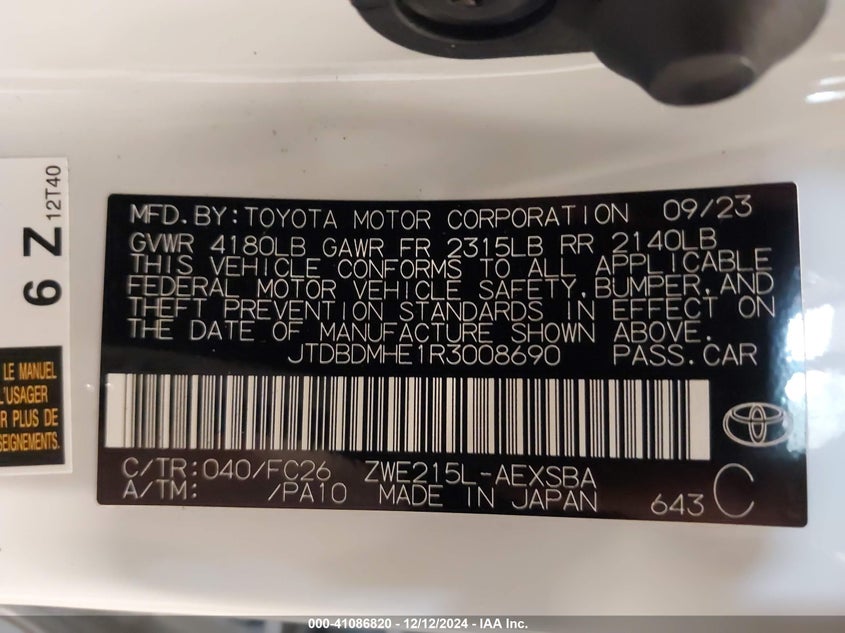 6 Z
12T40
LE MANUEL
L'USAGER
R PLUS DE
SEIGNEMENTS.
MFD.BY:TOYOTA MOTOR CORPORATION 09/23
GVWR 4180LB GAWR FR 2315LB RR 2140LB
THIS VEHICLE CONFORMS TO ALL APPLICABLE
FEDERAL MOTOR VEHICLE SAFETY,BUMPER,AND
THEFT PREVENTION STANDARDS IN EFFECT ON
THE DATE OF MANUFACTURE SHOWN ABOVE.
JTDBDMHE1R3008690 PASS.CAR
C/TR:040/FC26 ZWE215L-AEXSBA
A/TM: /PA10 MADE IN JAPAN 643 C
000-41086820 - 12/12/2024 - IAA Inc.